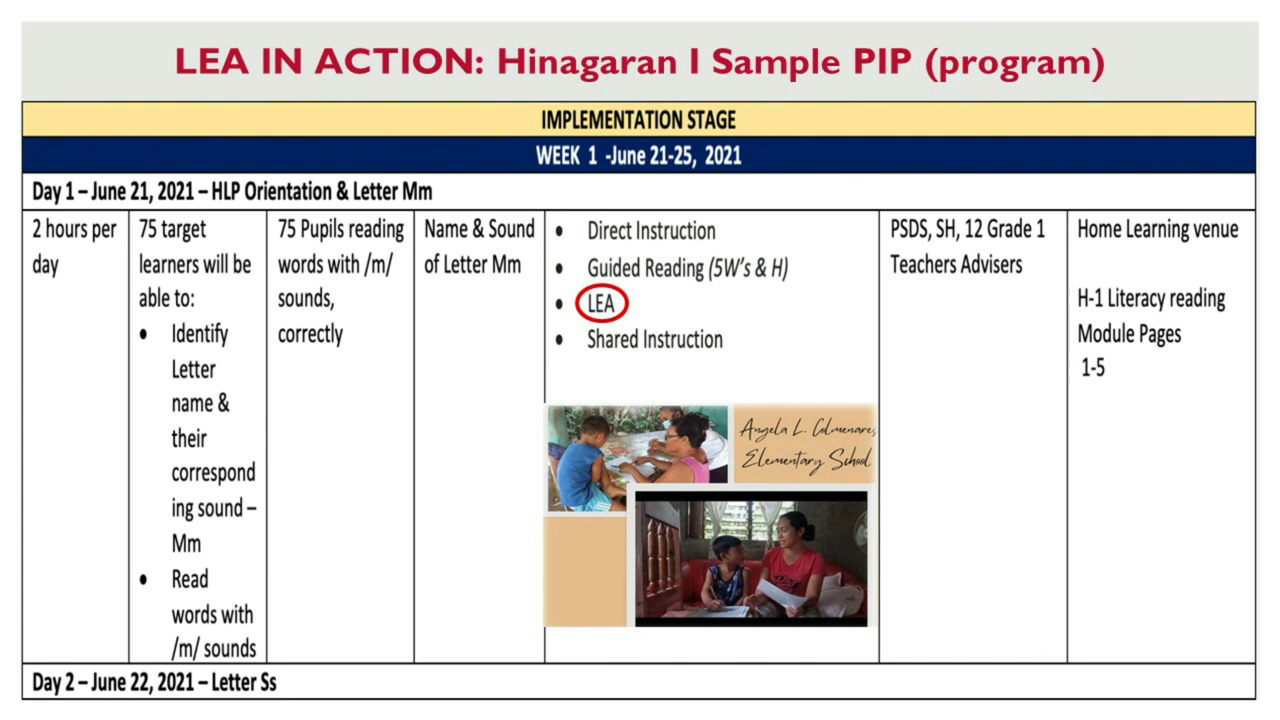 LEA IN ACTION: Hinagaran I Sample PIP (program)
IMPLEMENTATION STAGE
WEEK 1 -June 21-25, 2021
Day 1 – June 21, 2021 – HLP Orientation & Letter Mm
2 hours per
day
75 target
learners will be
able to:
• Identify
Letter
name &
their
correspond
ing sound –
Mm
• Read
words with
/m/ sounds
75 Pupils reading
words with /m/
sounds,
correctly
Name & Sound
of Letter Mm
• Direct Instruction
• Guided Reading (5W's & H)
• LEA
• Shared Instruction
Angela L. Colmenares
Elementary School
PSDS, SH, 12 Grade 1
Teachers Advisers
Home Learning venue
H-1 Literacy reading
Module Pages
1-5
Day 2 – June 22, 2021 – Letter Ss